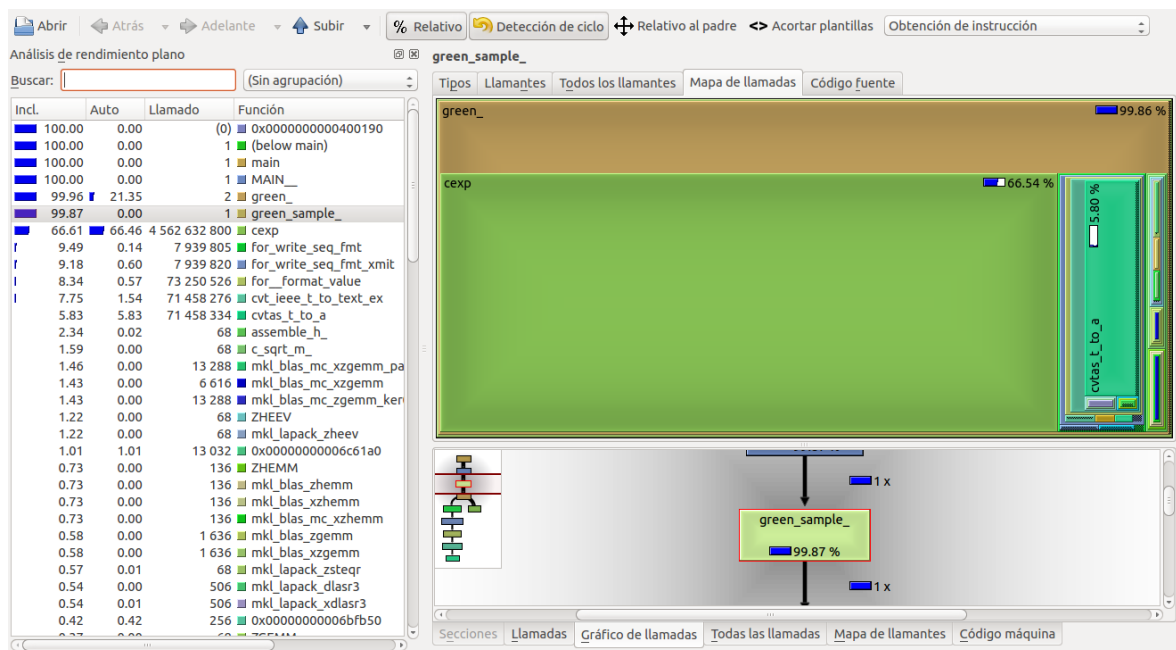 Abrir Atrás Adelante Subir % Relativo Detección de ciclo Relativo al padre <> Acortar plantillas Obtención de instrucción
Análisis de rendimiento plano
Buscar: (Sin agrupación)
Incl. Auto Llamado Función
100.00 0.00 (0) 0x0000000000400190
100.00 0.00 1 (below main)
100.00 0.00 1 main
100.00 0.00 1 MAIN__
99.96 21.35 2 green_
99.87 0.00 1 green_sample_
66.61 66.46 4 562 632 800 cexp
9.49 0.14 7 939 805 for_write_seq_fmt
9.18 0.60 7 939 820 for_write_seq_fmt_xmit
8.34 0.57 73 250 526 for__format_value
7.75 1.54 71 458 276 cvt_ieee_t_to_text_ex
5.83 5.83 71 458 334 cvtas_t_to_a
2.34 0.02 68 assemble_h_
1.59 0.00 68 c_sqrt_m_
1.46 0.00 13 288 mkl_blas_mc_xzgemm_pa
1.43 0.00 6 616 mkl_blas_mc_xzgemm
1.43 0.00 13 288 mkl_blas_mc_zgemm_ker
1.22 0.00 68 ZHEEV
1.22 0.00 68 mkl_lapack_zheev
1.01 1.01 13 032 0x00000000006c61a0
0.73 0.00 136 ZHEMM
0.73 0.00 136 mkl_blas_zhemm
0.73 0.00 136 mkl_blas_xzhemm
0.73 0.00 136 mkl_blas_mc_xzhemm
0.58 0.00 1 636 mkl_blas_zgemm
0.58 0.00 1 636 mkl_blas_xzgemm
0.57 0.01 68 mkl_lapack_zsteqr
0.54 0.00 506 mkl_lapack_dlasr3
0.54 0.01 506 mkl_lapack_xdlasr3
0.42 0.42 256 0x00000000006bfb50
green_sample_
Tipos Llamantes Todos los llamantes Mapa de llamadas Código fuente
green_ 99.86 %
cexp 66.54 %
5.80 %
cvtas_t_to_a
1 x
green_sample_
99.87 %
1 x
Secciones Llamadas Gráfico de llamadas Todas las llamadas Mapa de llamantes Código máquina